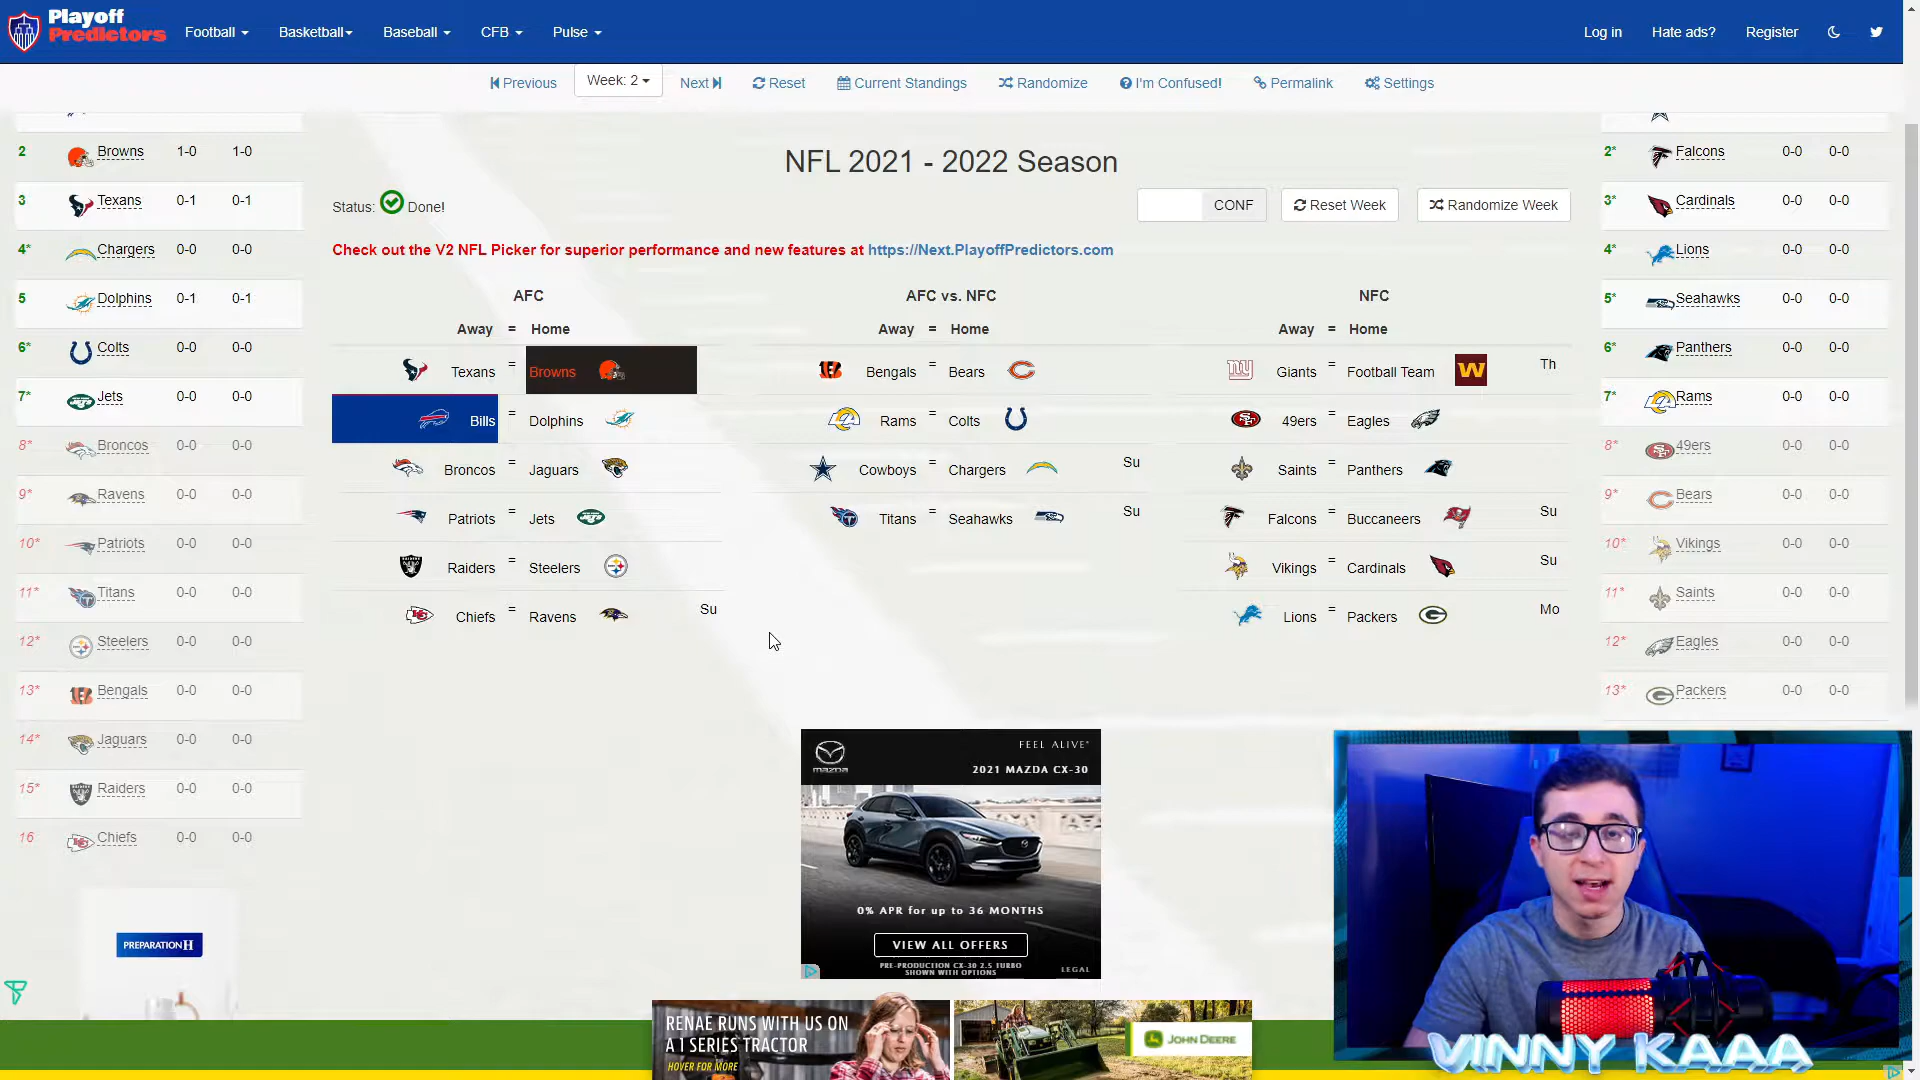 Playoff Predictors
Football
Basketball
Baseball
CFB
Pulse
Log in
Hate ads?
Register
Previous
Week: 2
Next
Reset
Current Standings
Randomize
I'm Confused!
Permalink
Settings
2 Browns 1-0 1-0
3 Texans 0-1 0-1
4* Chargers 0-0 0-0
5 Dolphins 0-1 0-1
6* Colts 0-0 0-0
7* Jets 0-0 0-0
8* Broncos 0-0 0-0
9* Ravens 0-0 0-0
10* Patriots 0-0 0-0
11* Titans 0-0 0-0
12* Steelers 0-0 0-0
13* Bengals 0-0 0-0
14* Jaguars 0-0 0-0
15* Raiders 0-0 0-0
16 Chiefs 0-0 0-0
PREPARATION H
NFL 2021 - 2022 Season
Status: Done!
CONF
Reset Week
Randomize Week
Check out the V2 NFL Picker for superior performance and new features at https://Next.PlayoffPredictors.com
AFC
Away = Home
Texans = Browns
Bills = Dolphins
Broncos = Jaguars
Patriots = Jets
Raiders = Steelers
Chiefs = Ravens Su
AFC vs. NFC
Away = Home
Bengals = Bears
Rams = Colts
Cowboys = Chargers Su
Titans = Seahawks Su
NFC
Away = Home
Giants = Football Team W Th
49ers = Eagles
Saints = Panthers
Falcons = Buccaneers Su
Vikings = Cardinals Su
Lions = Packers Mo
2* Falcons 0-0 0-0
3* Cardinals 0-0 0-0
4* Lions 0-0 0-0
5* Seahawks 0-0 0-0
6* Panthers 0-0 0-0
7* Rams 0-0 0-0
8* 49ers 0-0 0-0
9* Bears 0-0 0-0
10* Vikings 0-0 0-0
11* Saints 0-0 0-0
12* Eagles 0-0 0-0
13* Packers 0-0 0-0
mazda
FEEL ALIVE*
2021 MAZDA CX-30
0% APR for up to 36 MONTHS
VIEW ALL OFFERS
PRE-PRODUCTION CX-30 2.5 TURBO
SHOWN WITH OPTIONS
LEGAL
RENAE RUNS WITH US ON
A 1 SERIES TRACTOR
HOVER FOR MORE
JOHN DEERE
VINNY KAAA